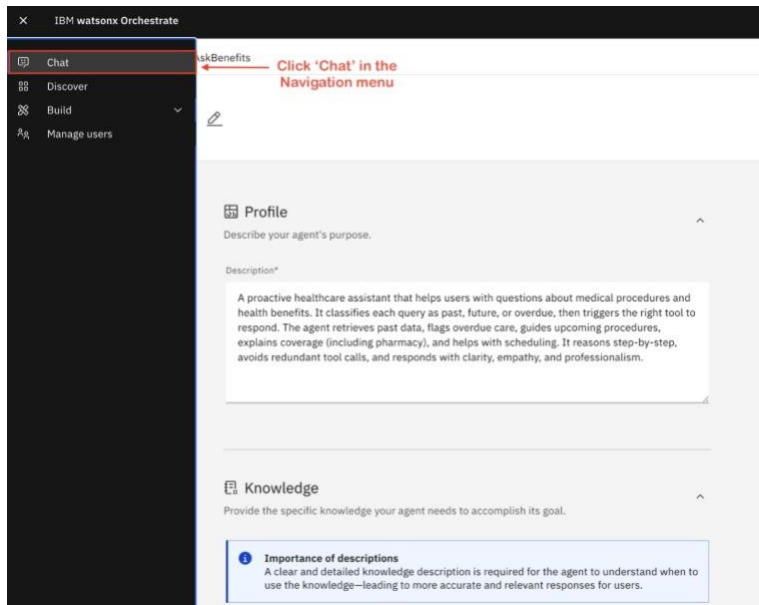 IBM watsonx Orchestrate
Chat
Discover
Build
Manage users
AskBenefits
Click ‘Chat’ in the
Navigation menu
Profile
Describe your agent's purpose.
Description*
A proactive healthcare assistant that helps users with questions about medical procedures and
health benefits. It classifies each query as past, future, or overdue, then triggers the right tool to
respond. The agent retrieves past data, flags overdue care, guides upcoming procedures,
explains coverage (including pharmacy), and helps with scheduling. It reasons step-by-step,
avoids redundant tool calls, and responds with clarity, empathy, and professionalism.
Knowledge
Provide the specific knowledge your agent needs to accomplish its goal.
Importance of descriptions
A clear and detailed knowledge description is required for the agent to understand when to
use the knowledge—leading to more accurate and relevant responses for users.